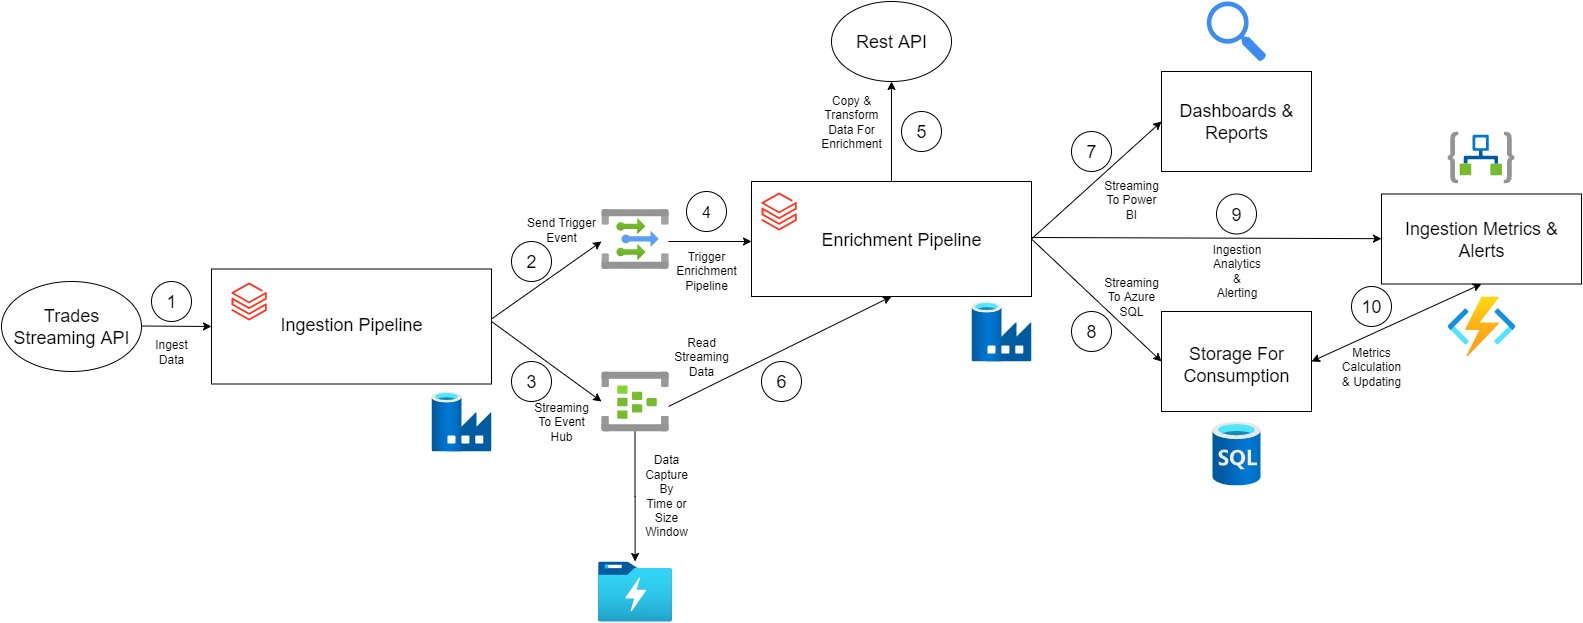 Trades
Streaming API
1
Ingest
Data
Ingestion Pipeline
2
Send Trigger
Event
3
Streaming
To Event
Hub
Data
Capture
By
Time or
Size
Window
4
Trigger
Enrichment
Pipeline
Read
Streaming
Data
6
Rest API
Copy &
Transform
Data For
Enrichment
5
Enrichment Pipeline
7
Streaming
To Power
BI
Dashboards &
Reports
9
Ingestion
Analytics
&
Alerting
Ingestion Metrics &
Alerts
Streaming
To Azure
SQL
8
Storage For
Consumption
SQL
10
Metrics
Calculation
& Updating